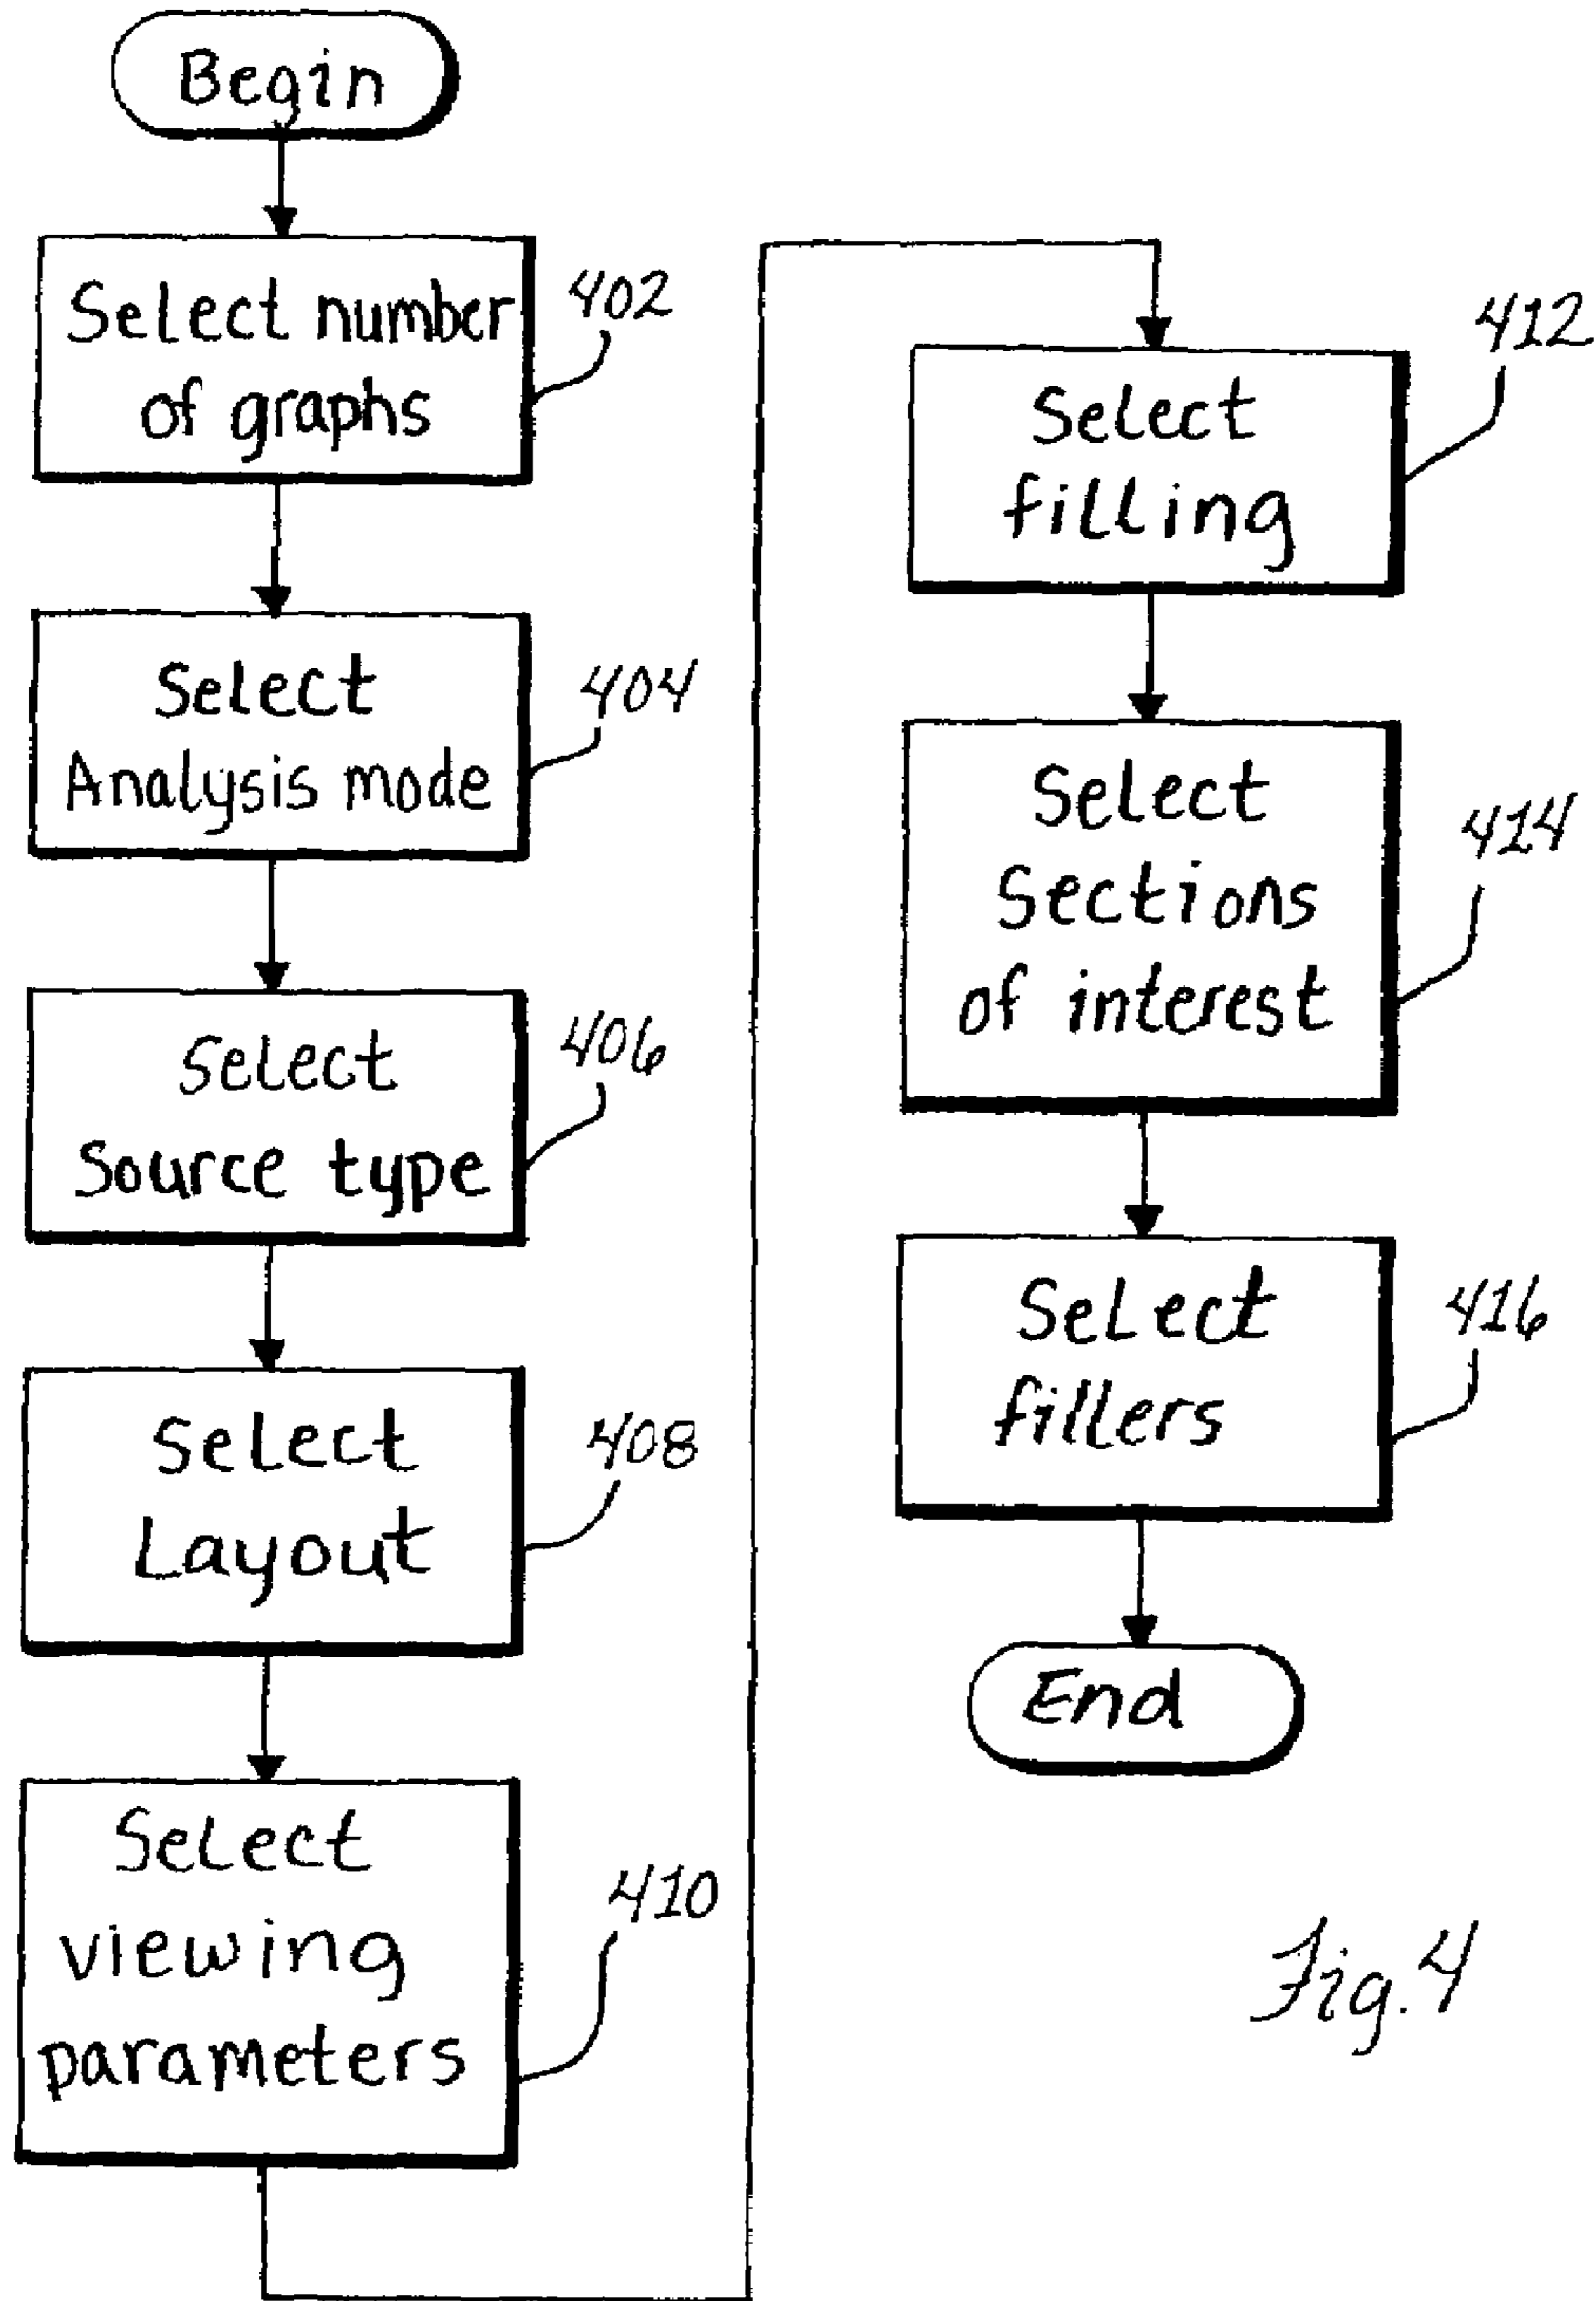 Begin
Select number
of graphs
402
Select
Analysis mode
404
Select
Source type
406
Select
Layout
408
Select
viewing
parameters
410
Select
filling
412
Select
Sections
of interest
414
Select
fillers
416
End
Fig. 4